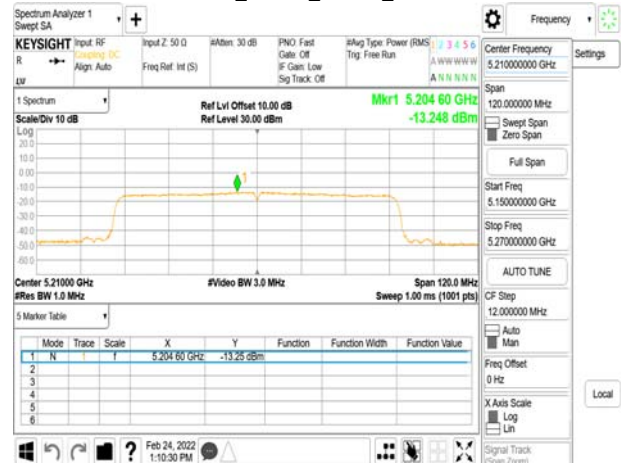 Spectrum Analyzer 1
Swept SA
Frequency
Settings
KEYSIGHT
R
LV
Input: RF
Coupling: DC
Align: Auto
Input Z: 50 Ω
Freq Ref: Int (S)
#Atten: 30 dB
PNO: Fast
Gate: Off
IF Gain: Low
Sig Track: Off
#Avg Type: Power (RMS
Trig: Free Run
1 2 3 4 5 6
A W W W W W
A N N N N N
1 Spectrum
Scale/Div 10 dB
Ref Lvl Offset 10.00 dB
Ref Level 30.00 dBm
Mkr1 5.204 60 GHz
-13.248 dBm
Log
20.0
10.0
0.00
-10.0
-20.0
-30.0
-40.0
-50.0
-60.0
1
Center 5.21000 GHz
#Res BW 1.0 MHz
#Video BW 3.0 MHz
Span 120.0 MHz
Sweep 1.00 ms (1001 pts)
5 Marker Table
Mode Trace Scale X Y Function Function Width Function Value
1 N 1 f 5.204 60 GHz -13.25 dBm
2
3
4
5
6
Feb 24, 2022
1:10:30 PM
Center Frequency
5.210000000 GHz
Span
120.000000 MHz
Swept Span
Zero Span
Full Span
Start Freq
5.150000000 GHz
Stop Freq
5.270000000 GHz
AUTO TUNE
CF Step
12.000000 MHz
Auto
Man
Freq Offset
0 Hz
X Axis Scale
Log
Lin
Signal Track
(Span Zoom)
Local